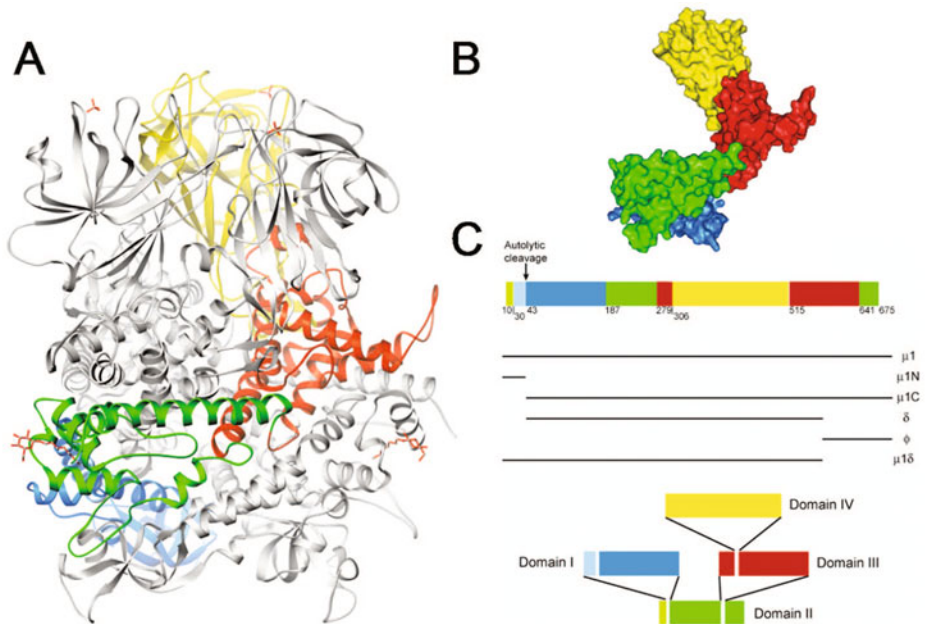 A
B
C
Autolytic
cleavage
10
30
43
187
279
306
515
641
675
μ1
μ1N
μ1C
δ
ϕ
μ1δ
Domain IV
Domain I
Domain III
Domain II